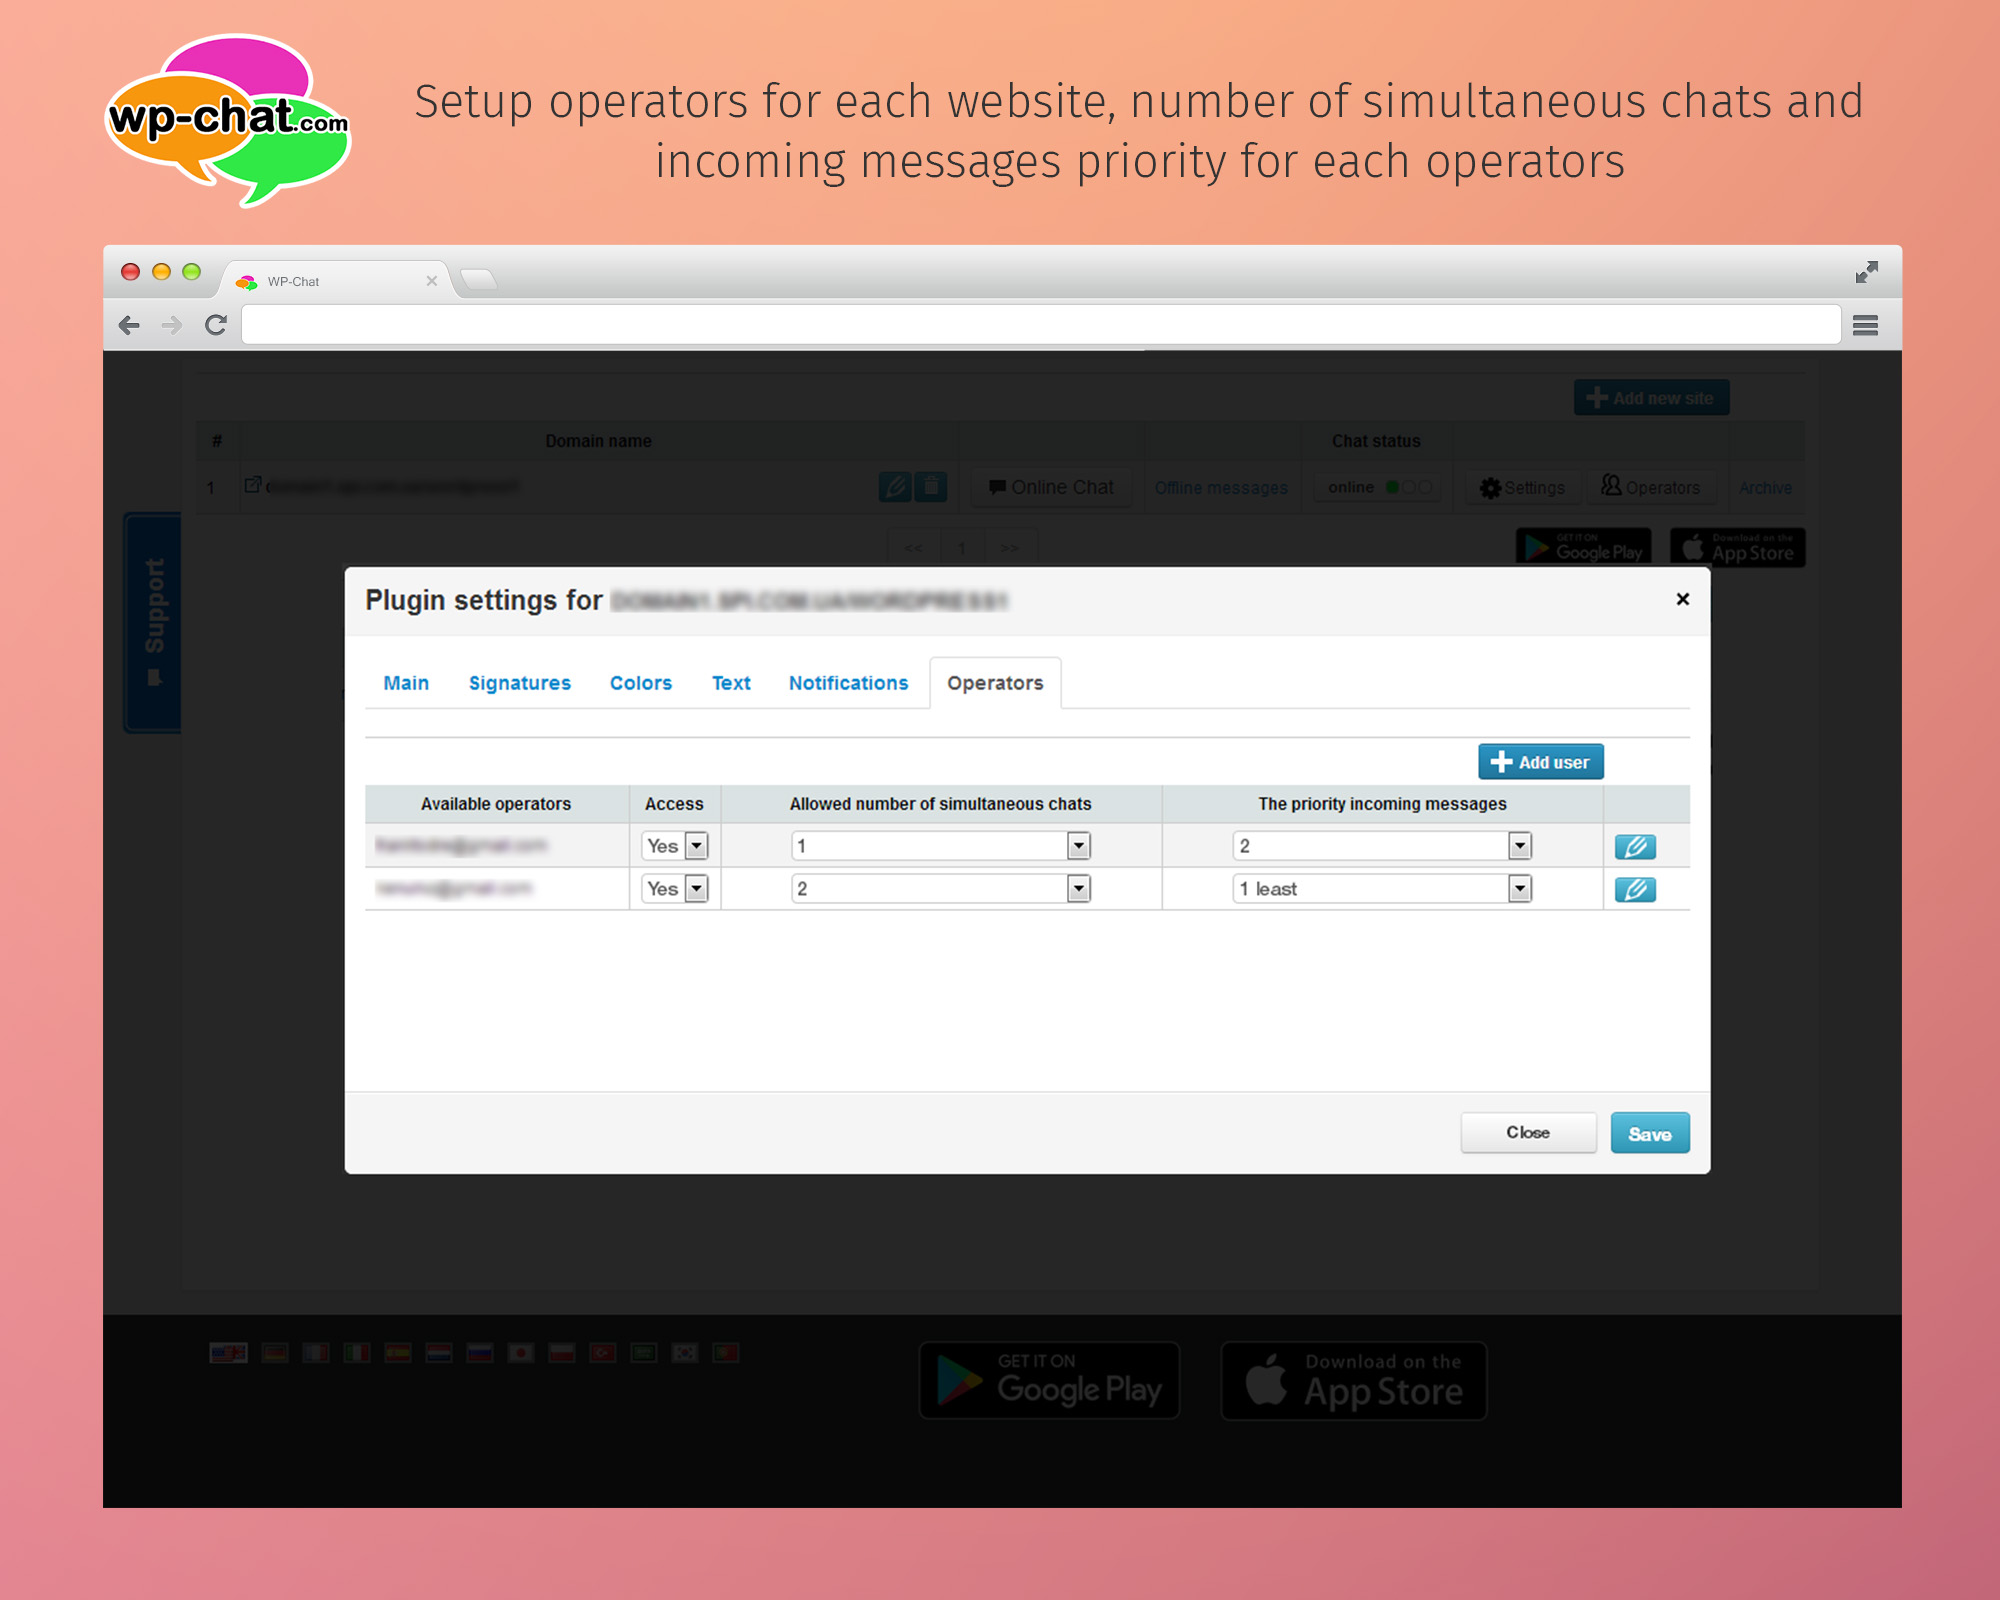 wp-chat.com
Setup operators for each website, number of simultaneous chats and
incoming messages priority for each operators
WP-Chat
Add new site
# Domain name Chat status
1 Online Chat Offline messages online Settings Operators Archive
<< 1 >>
GET IT ON Google Play
Download on the App Store
Support
Plugin settings for
Main Signatures Colors Text Notifications Operators
Add user
Available operators Access Allowed number of simultaneous chats The priority incoming messages
Yes 1 2
Yes 2 1 least
Close Save
GET IT ON
Google Play
Download on the
App Store